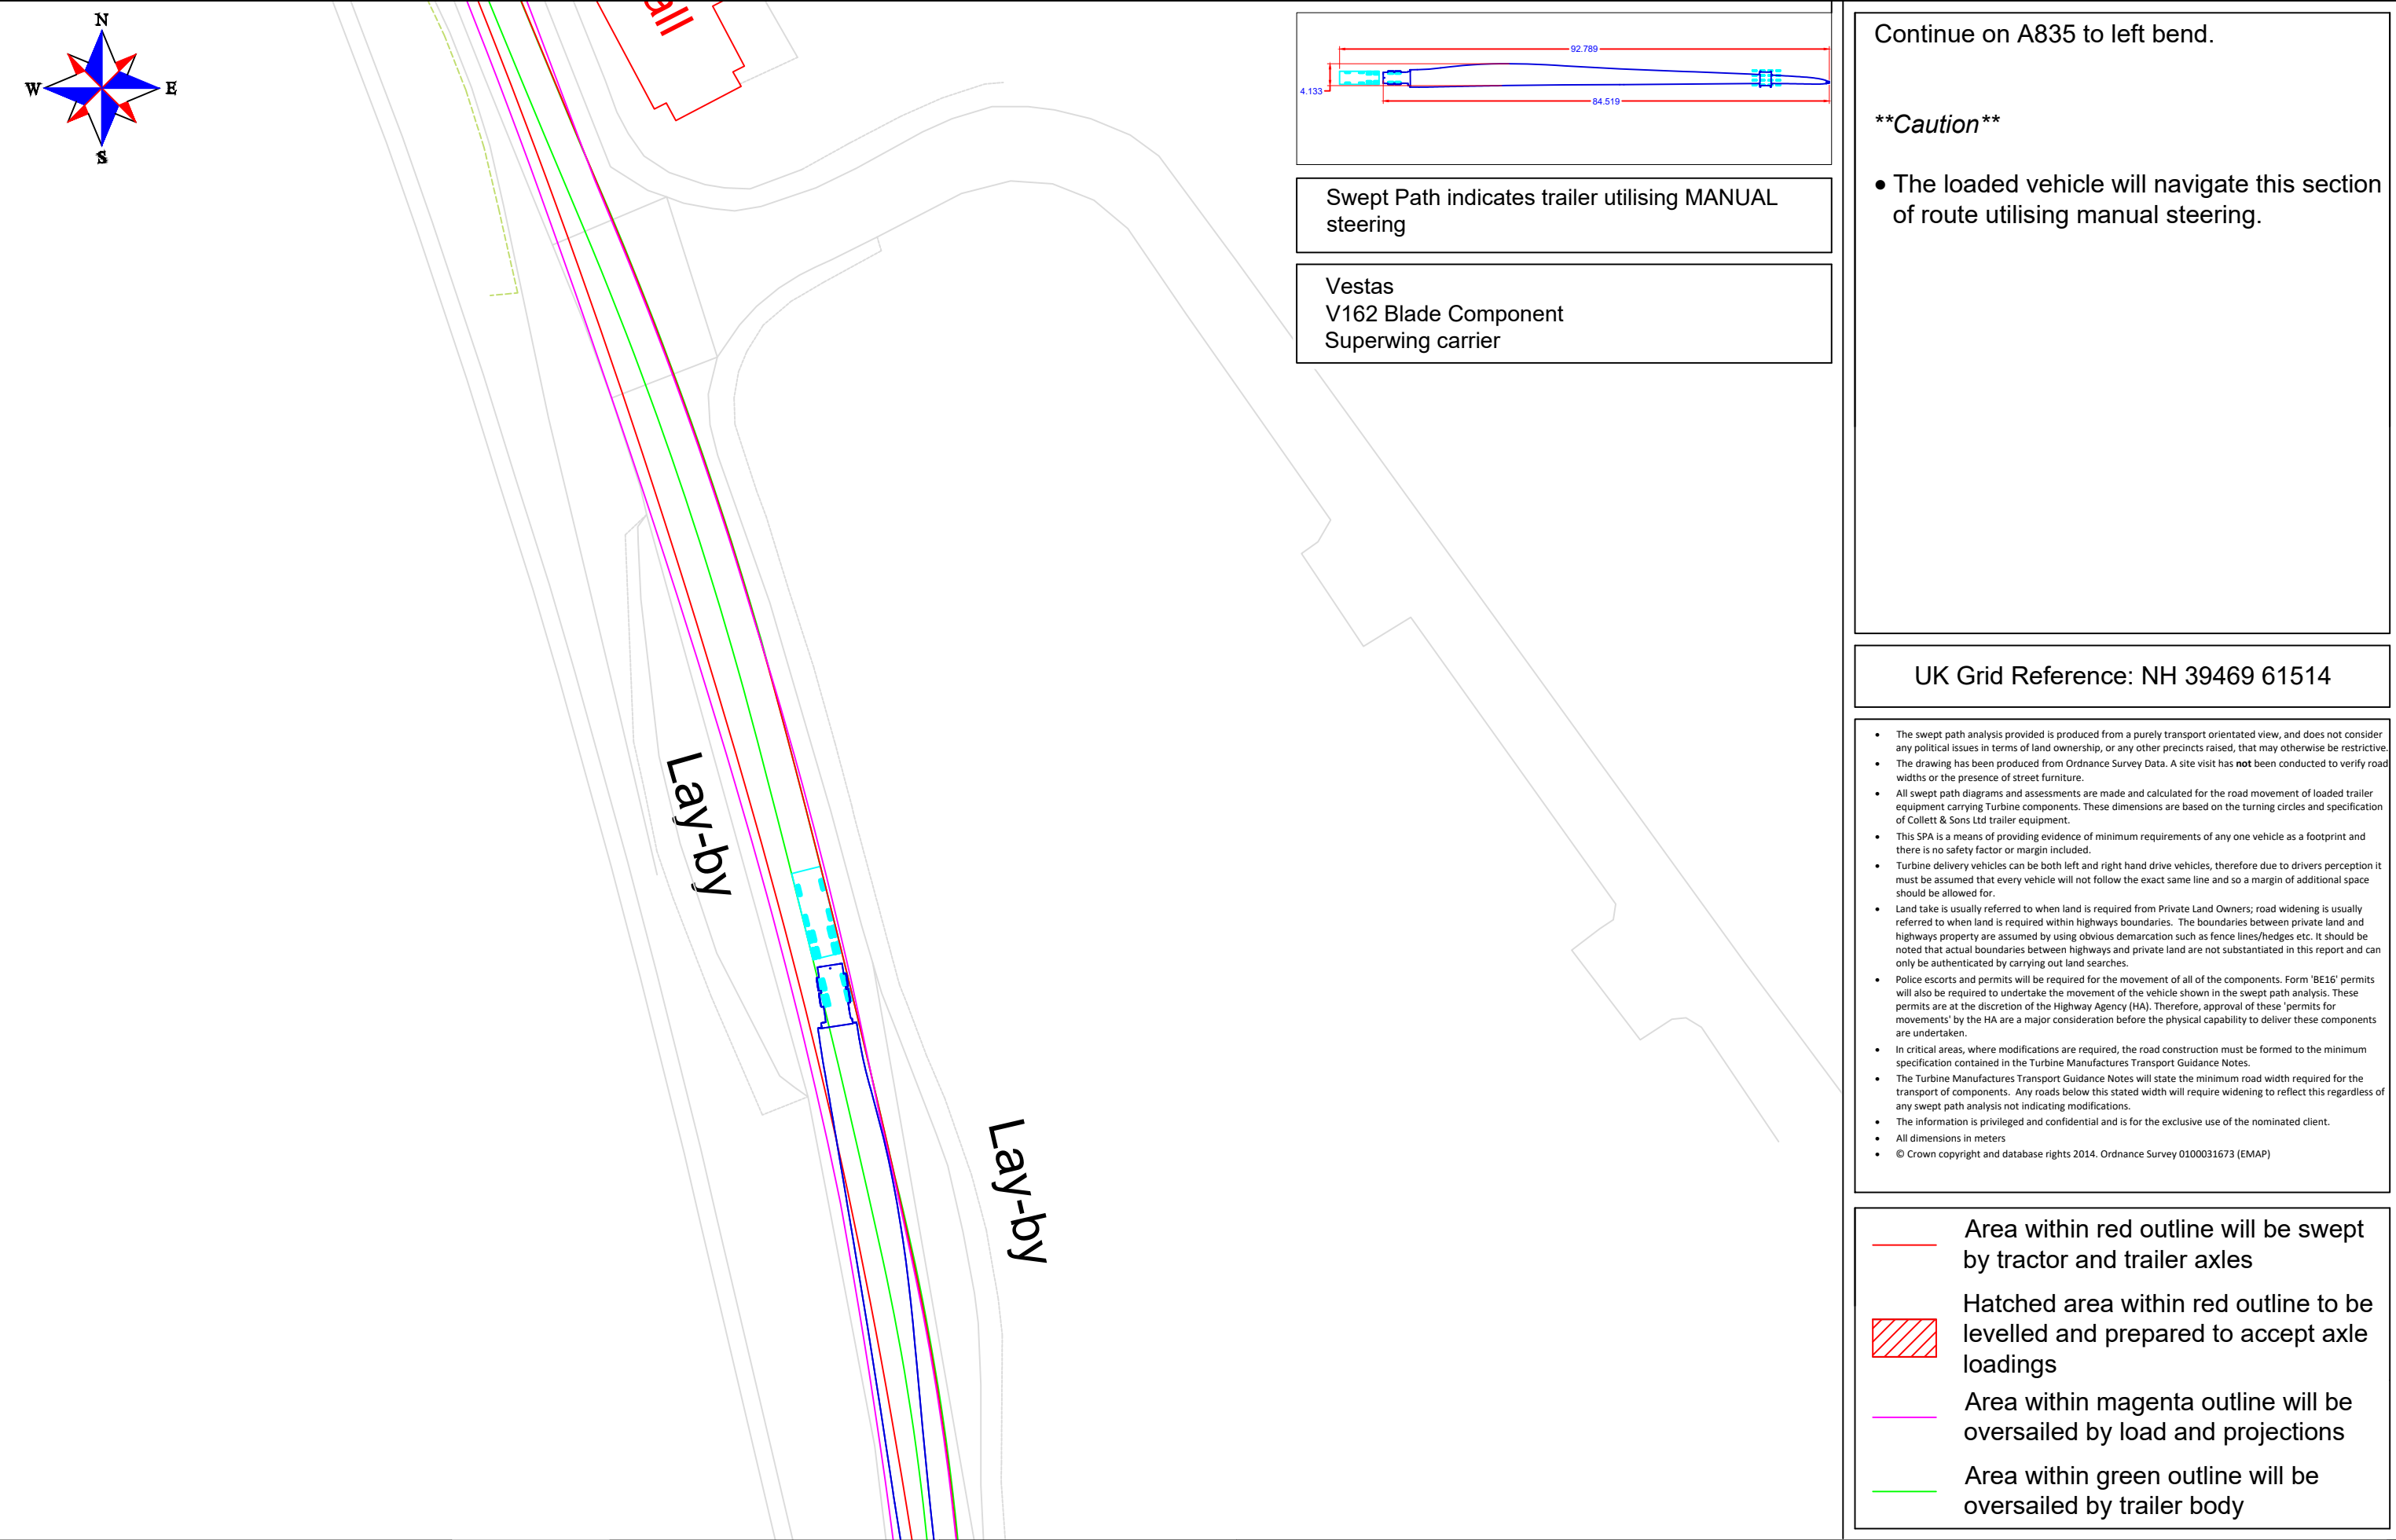 N
W
E
S
all
Lay-by
Lay-by
92.789
4.133
84.519
Swept Path indicates trailer utilising MANUAL
steering
Vestas
V162 Blade Component
Superwing carrier
Continue on A835 to left bend.
**Caution**
• The loaded vehicle will navigate this section
of route utilising manual steering.
UK Grid Reference: NH 39469 61514
• The swept path analysis provided is produced from a purely transport orientated view, and does not consider
any political issues in terms of land ownership, or any other precincts raised, that may otherwise be restrictive.
• The drawing has been produced from Ordnance Survey Data. A site visit has not been conducted to verify road
widths or the presence of street furniture.
• All swept path diagrams and assessments are made and calculated for the road movement of loaded trailer
equipment carrying Turbine components. These dimensions are based on the turning circles and specification
of Collett & Sons Ltd trailer equipment.
• This SPA is a means of providing evidence of minimum requirements of any one vehicle as a footprint and
there is no safety factor or margin included.
• Turbine delivery vehicles can be both left and right hand drive vehicles, therefore due to drivers perception it
must be assumed that every vehicle will not follow the exact same line and so a margin of additional space
should be allowed for.
• Land take is usually referred to when land is required from Private Land Owners; road widening is usually
referred to when land is required within highways boundaries. The boundaries between private land and
highways property are assumed by using obvious demarcation such as fence lines/hedges etc. It should be
noted that actual boundaries between highways and private land are not substantiated in this report and can
only be authenticated by carrying out land searches.
• Police escorts and permits will be required for the movement of all of the components. Form 'BE16' permits
will also be required to undertake the movement of the vehicle shown in the swept path analysis. These
permits are at the discretion of the Highway Agency (HA). Therefore, approval of these 'permits for
movements' by the HA are a major consideration before the physical capability to deliver these components
are undertaken.
• In critical areas, where modifications are required, the road construction must be formed to the minimum
specification contained in the Turbine Manufactures Transport Guidance Notes.
• The Turbine Manufactures Transport Guidance Notes will state the minimum road width required for the
transport of components. Any roads below this stated width will require widening to reflect this regardless of
any swept path analysis not indicating modifications.
• The information is privileged and confidential and is for the exclusive use of the nominated client.
• All dimensions in meters
• © Crown copyright and database rights 2014. Ordnance Survey 0100031673 (EMAP)
Area within red outline will be swept
by tractor and trailer axles
Hatched area within red outline to be
levelled and prepared to accept axle
loadings
Area within magenta outline will be
oversailed by load and projections
Area within green outline will be
oversailed by trailer body